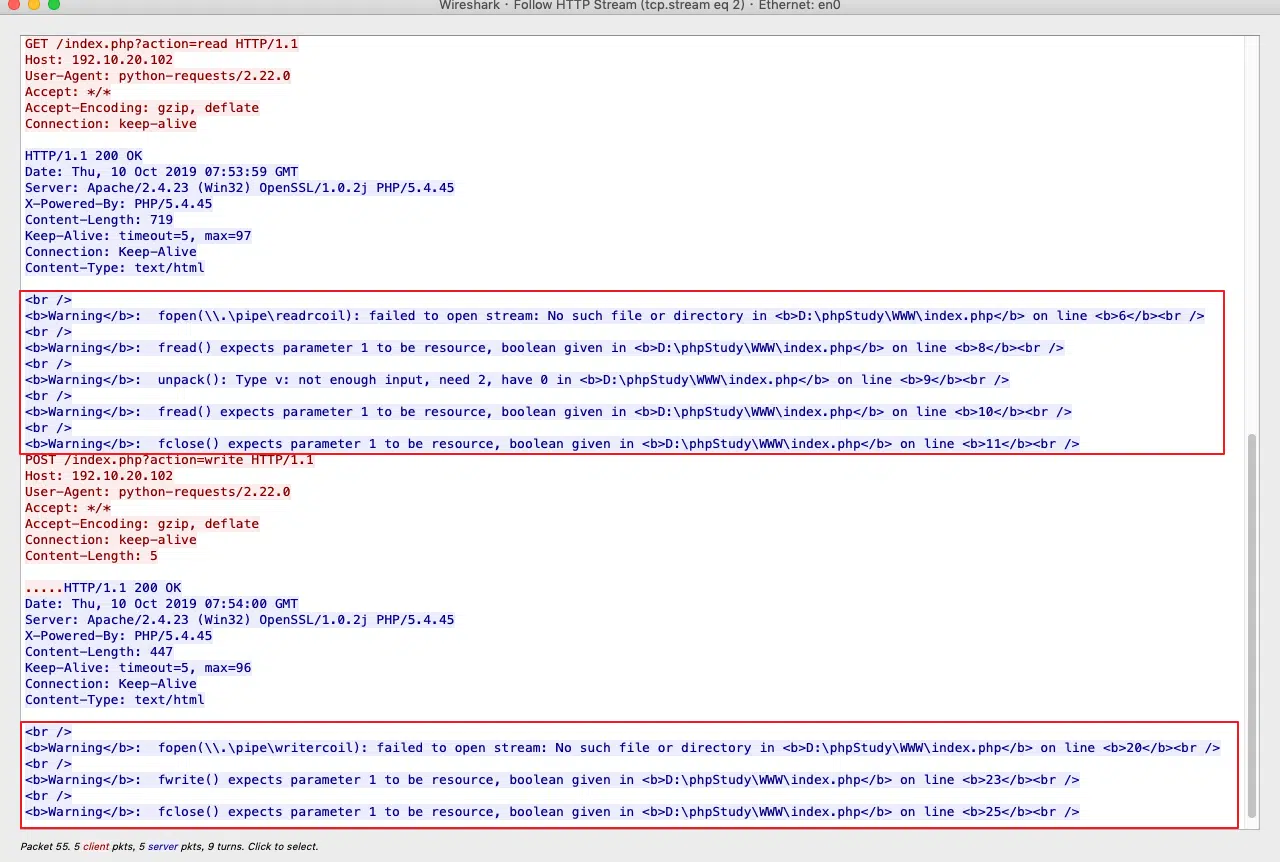 Wireshark · Follow HTTP Stream (tcp.stream eq 2) · Ethernet: en0
GET /index.php?action=read HTTP/1.1
Host: 192.10.20.102
User-Agent: python-requests/2.22.0
Accept: */*
Accept-Encoding: gzip, deflate
Connection: keep-alive
HTTP/1.1 200 OK
Date: Thu, 10 Oct 2019 07:53:59 GMT
Server: Apache/2.4.23 (Win32) OpenSSL/1.0.2j PHP/5.4.45
X-Powered-By: PHP/5.4.45
Content-Length: 719
Keep-Alive: timeout=5, max=97
Connection: Keep-Alive
Content-Type: text/html
<br />
<b>Warning</b>:  fopen(\\.\pipe\readrcoil): failed to open stream: No such file or directory in <b>D:\phpStudy\WWW\index.php</b> on line <b>6</b><br />
<br />
<b>Warning</b>:  fread() expects parameter 1 to be resource, boolean given in <b>D:\phpStudy\WWW\index.php</b> on line <b>8</b><br />
<br />
<b>Warning</b>:  unpack(): Type v: not enough input, need 2, have 0 in <b>D:\phpStudy\WWW\index.php</b> on line <b>9</b><br />
<br />
<b>Warning</b>:  fread() expects parameter 1 to be resource, boolean given in <b>D:\phpStudy\WWW\index.php</b> on line <b>10</b><br />
<br />
<b>Warning</b>:  fclose() expects parameter 1 to be resource, boolean given in <b>D:\phpStudy\WWW\index.php</b> on line <b>11</b><br />
POST /index.php?action=write HTTP/1.1
Host: 192.10.20.102
User-Agent: python-requests/2.22.0
Accept: */*
Accept-Encoding: gzip, deflate
Connection: keep-alive
Content-Length: 5
.....HTTP/1.1 200 OK
Date: Thu, 10 Oct 2019 07:54:00 GMT
Server: Apache/2.4.23 (Win32) OpenSSL/1.0.2j PHP/5.4.45
X-Powered-By: PHP/5.4.45
Content-Length: 447
Keep-Alive: timeout=5, max=96
Connection: Keep-Alive
Content-Type: text/html
<br />
<b>Warning</b>:  fopen(\\.\pipe\writercoil): failed to open stream: No such file or directory in <b>D:\phpStudy\WWW\index.php</b> on line <b>20</b><br />
<br />
<b>Warning</b>:  fwrite() expects parameter 1 to be resource, boolean given in <b>D:\phpStudy\WWW\index.php</b> on line <b>23</b><br />
<br />
<b>Warning</b>:  fclose() expects parameter 1 to be resource, boolean given in <b>D:\phpStudy\WWW\index.php</b> on line <b>25</b><br />
Packet 55. 5 client pkts, 5 server pkts, 9 turns. Click to select.